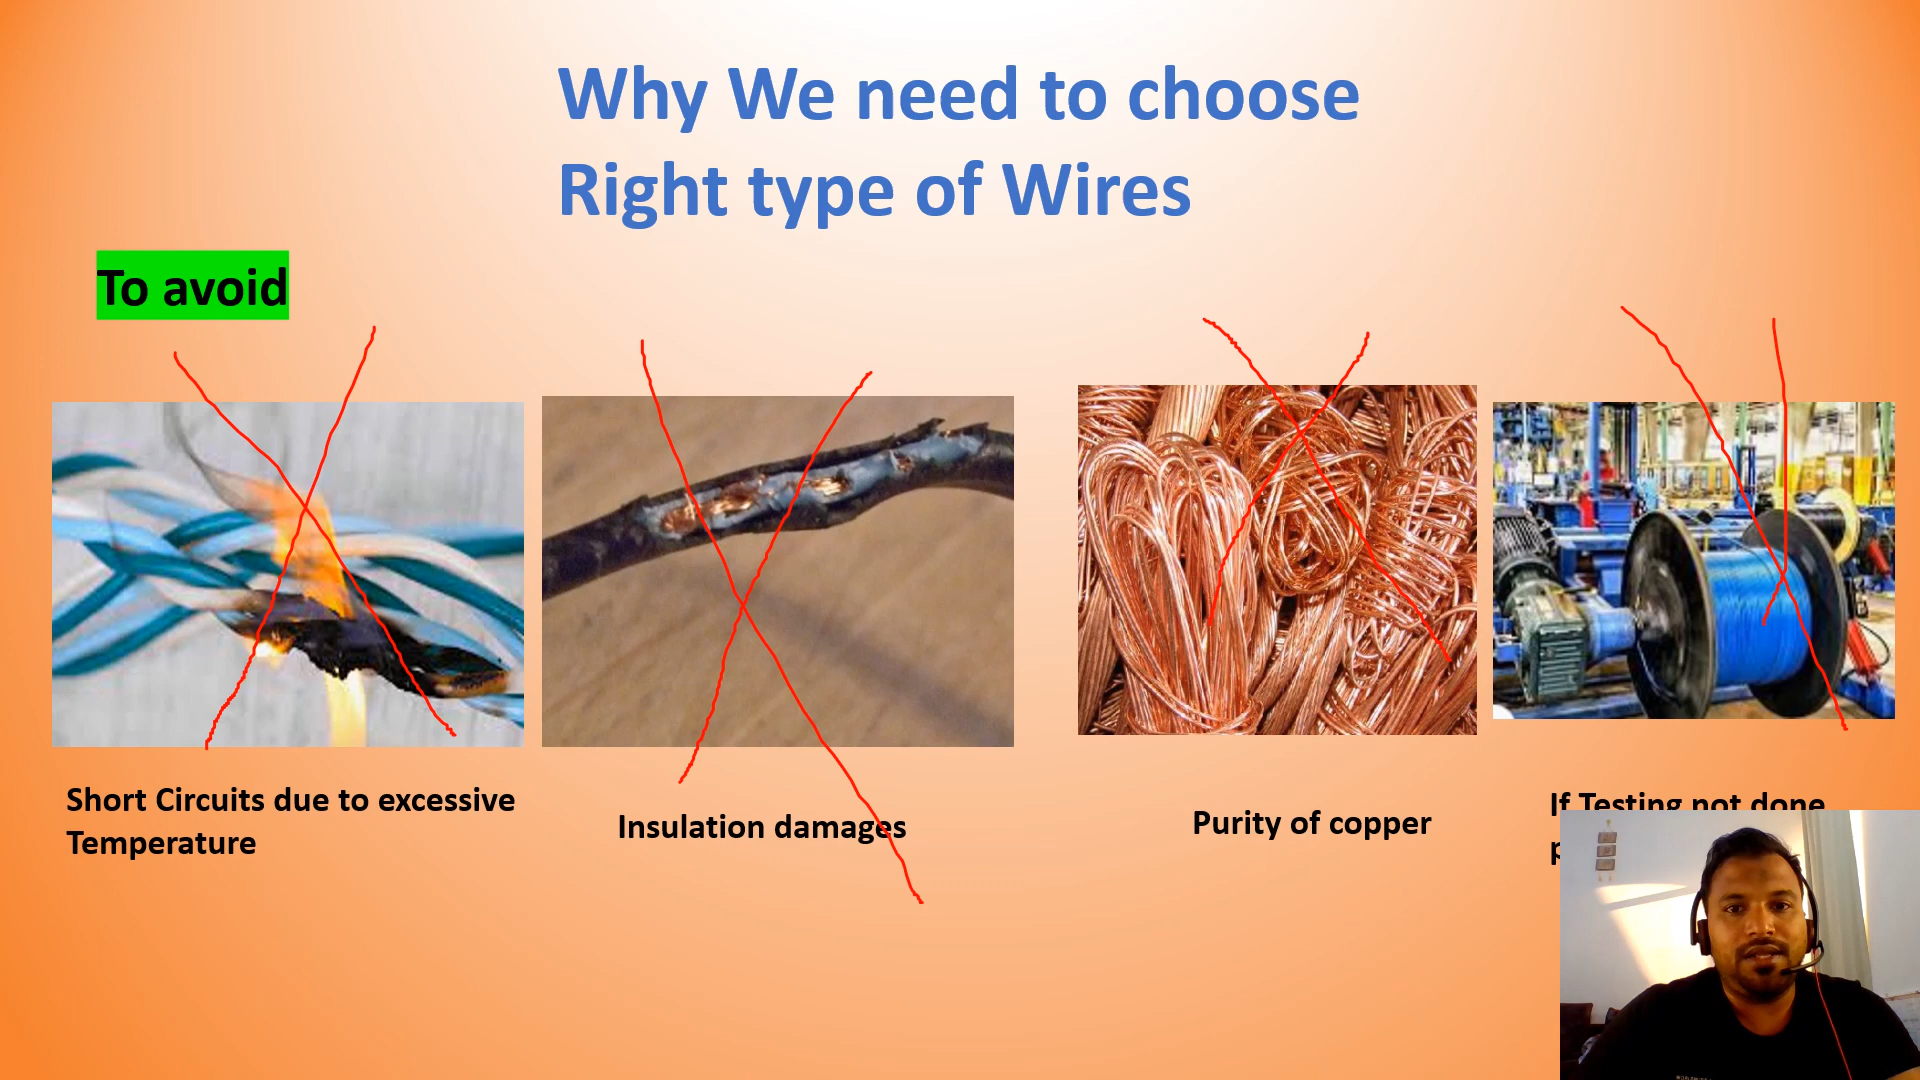 Why We need to choose
Right type of Wires
To avoid
Short Circuits due to excessive
Temperature
Insulation damages
Purity of copper
If Testing not done